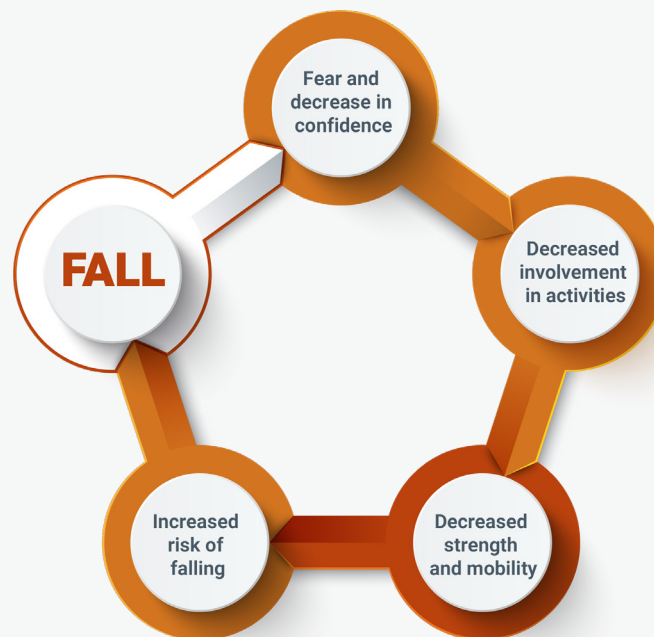 Fear and
decrease in
confidence
FALL
Decreased
involvement
in activities
Increased
risk of
falling
Decreased
strength
and mobility